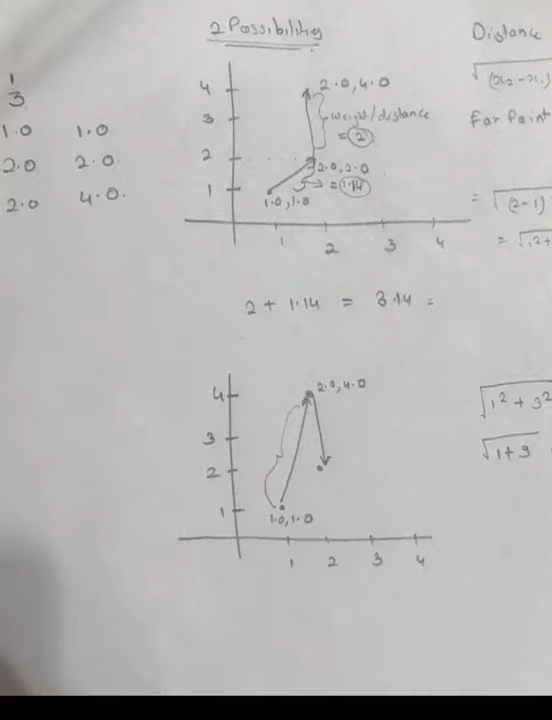 2 Possibility
1
3
1.0 1.0
2.0 2.0
2.0 4.0
4
3
2
1
2.0, 4.0
weight/distance
= 2
2.0, 2.0
= 1.14
1.0, 1.0
1 2 3 4
2 + 1.14 = 3.14 =
4
3
2
1
2.0, 4.0
1.0, 1.0
1 2 3 4
Distance
For Point
= √(2-1)
= √1²+
√1² + 3²
√1+9